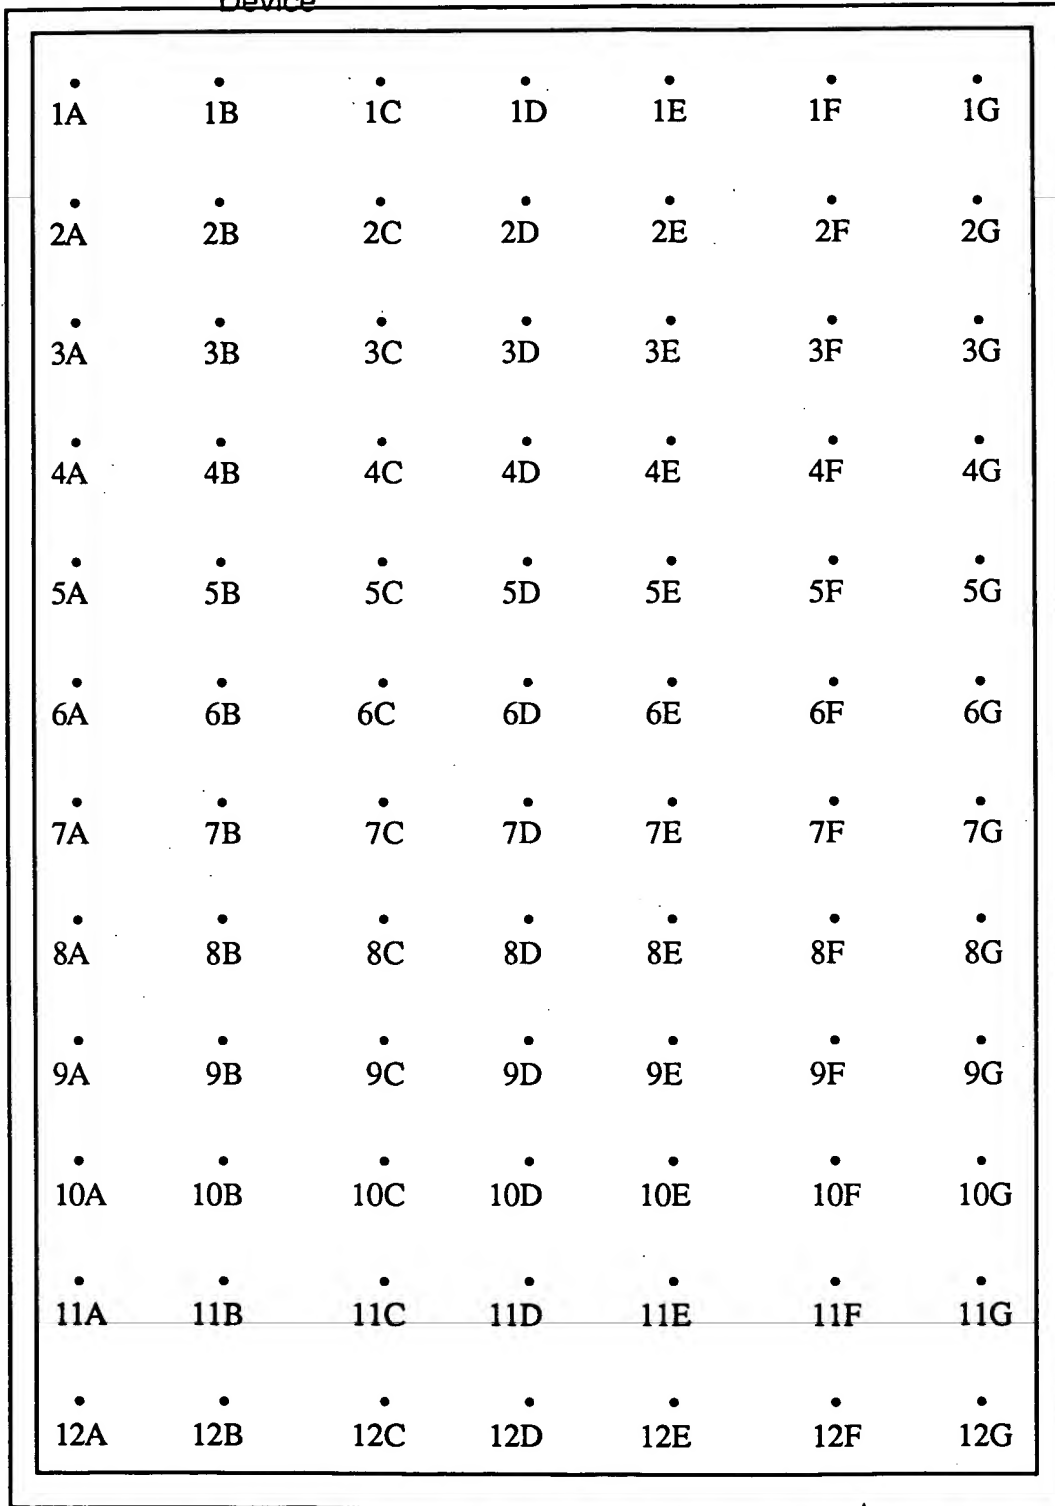 Device
1A 1B 1C 1D 1E 1F 1G
2A 2B 2C 2D 2E 2F 2G
3A 3B 3C 3D 3E 3F 3G
4A 4B 4C 4D 4E 4F 4G
5A 5B 5C 5D 5E 5F 5G
6A 6B 6C 6D 6E 6F 6G
7A 7B 7C 7D 7E 7F 7G
8A 8B 8C 8D 8E 8F 8G
9A 9B 9C 9D 9E 9F 9G
10A 10B 10C 10D 10E 10F 10G
11A 11B 11C 11D 11E 11F 11G
12A 12B 12C 12D 12E 12F 12G